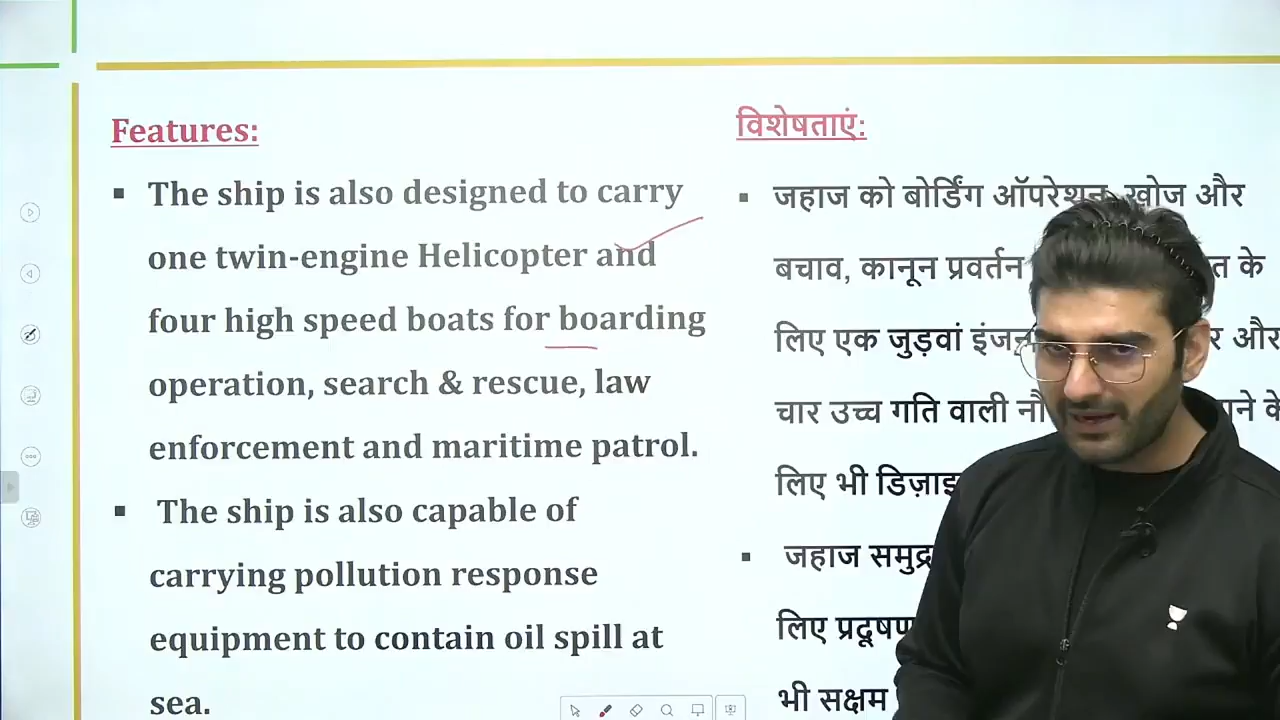 Features:
▪ The ship is also designed to carry
one twin-engine Helicopter and
four high speed boats for boarding
operation, search & rescue, law
enforcement and maritime patrol.
▪ The ship is also capable of
carrying pollution response
equipment to contain oil spill at
sea.
विशेषताएं:
▪ जहाज को बोर्डिंग ऑपरेशन, खोज और
बचाव, कानून प्रवर्तन के
लिए एक जुड़वां और
चार उच्च गति वाली के
लिए भी
▪ जहाज
लिए
भी सक्षम